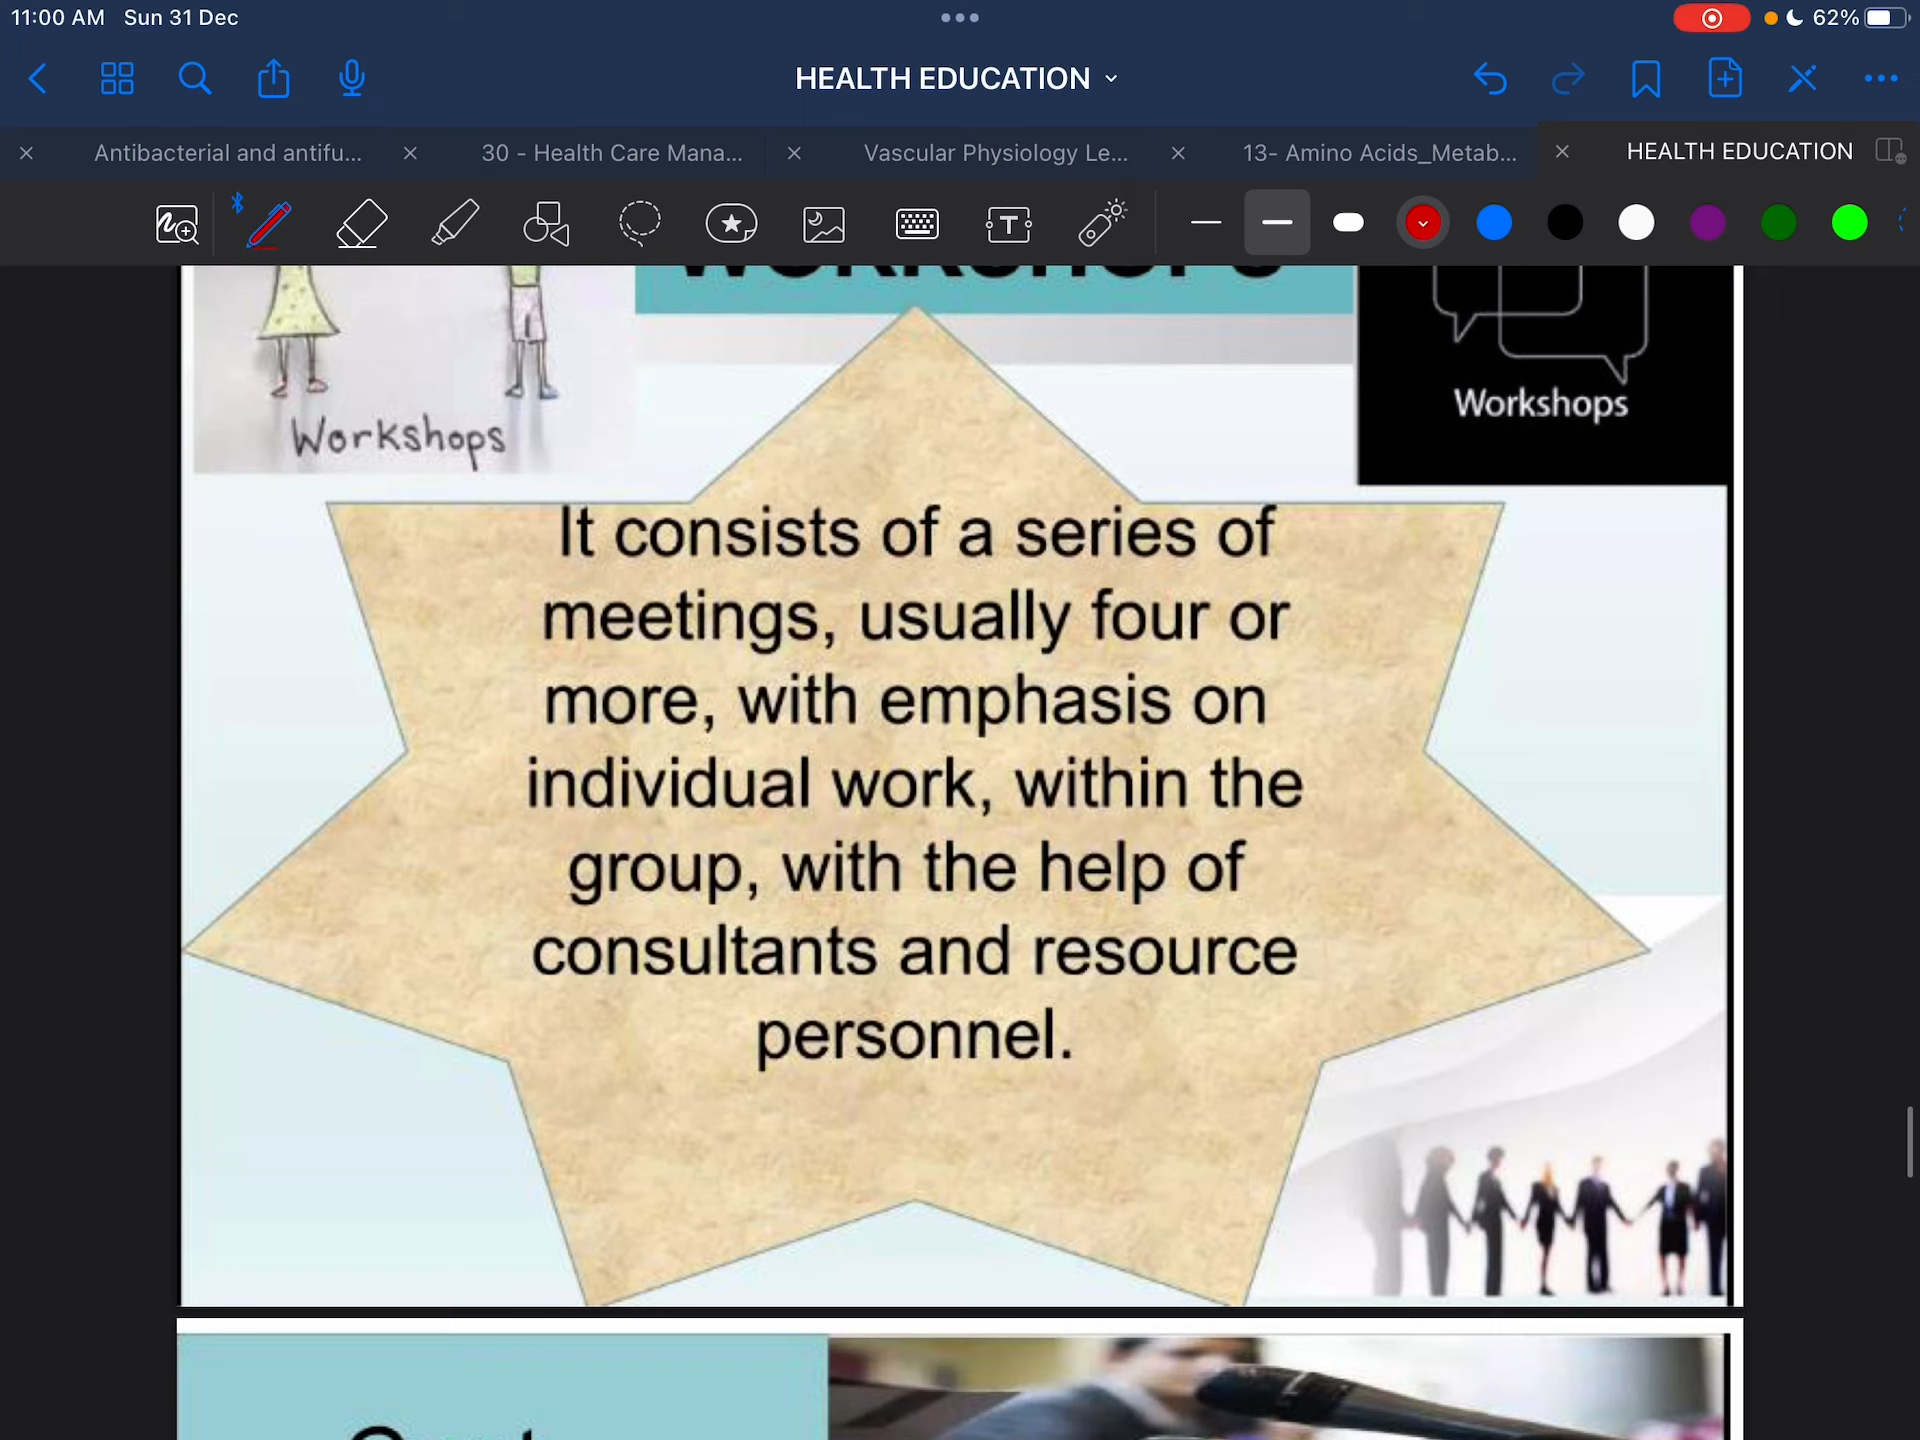 11:00 AM Sun 31 Dec
62%
HEALTH EDUCATION
Antibacterial and antifu...
30 - Health Care Mana...
Vascular Physiology Le...
13- Amino Acids_Metab...
HEALTH EDUCATION
T
WORKSHOPS
Workshops
Workshops
It consists of a series of
meetings, usually four or
more, with emphasis on
individual work, within the
group, with the help of
consultants and resource
personnel.